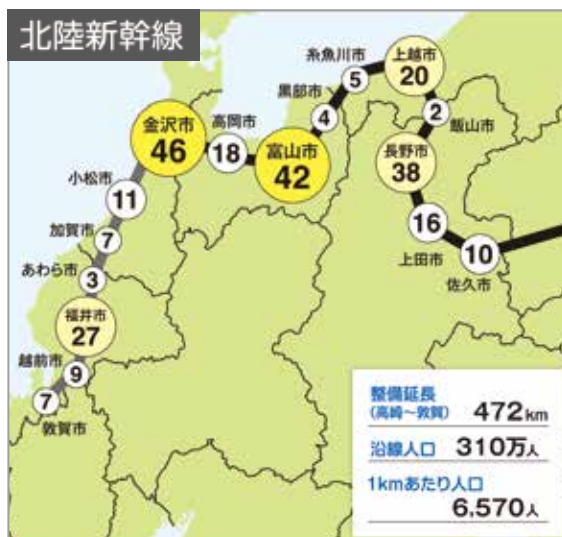 北陸新幹線
糸魚川市
5
上越市
20
黒部市
4
2
飯山市
金沢市
46
高岡市
18
富山市
42
長野市
38
小松市
11
16
上田市
10
佐久市
加賀市
7
あわら市
3
福井市
27
越前市
9
7
敦賀市
整備延長
(高崎～敦賀) 472km
沿線人口 310万人
1kmあたり人口
6,570人